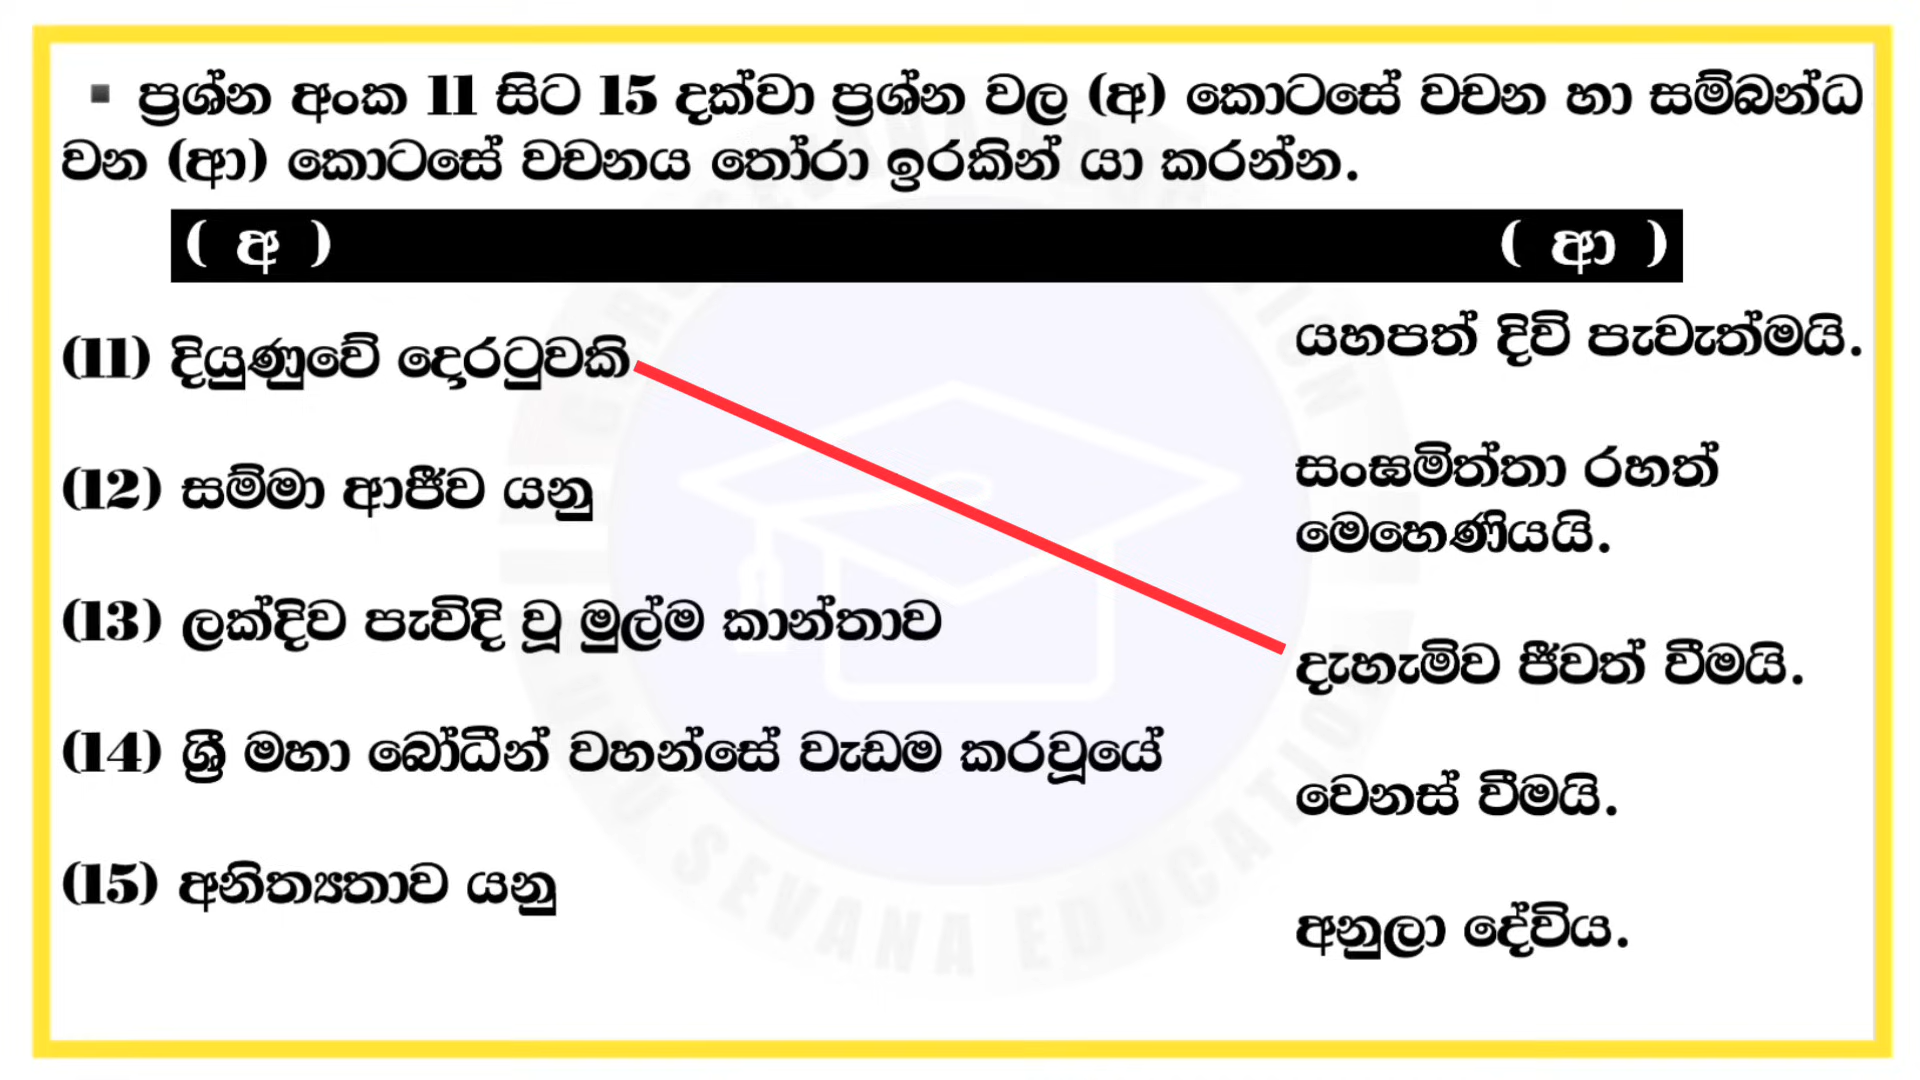 ▪ ප්‍රශ්න අංක 11 සිට 15 දක්වා ප්‍රශ්න වල (අ) කොටසේ වචන හා සම්බන්ධ
වන (ආ) කොටසේ වචනය තෝරා ඉරකින් යා කරන්න.
( අ ) ( ආ )
(11) දියුණුවේ දොරටුවකි
යහපත් දිවි පැවැත්මයි.
(12) සම්මා ආජීව යනු
සංඝමිත්තා රහත්
මෙහෙණියයි.
(13) ලක්දිව පැවිදි වූ මුල්ම කාන්තාව
දැහැමිව ජීවත් වීමයි.
(14) ශ්‍රී මහා බෝධීන් වහන්සේ වැඩම කරවූයේ
වෙනස් වීමයි.
(15) අනිත්‍යතාව යනු
අනුලා දේවිය.
SEVANA EDUCATION